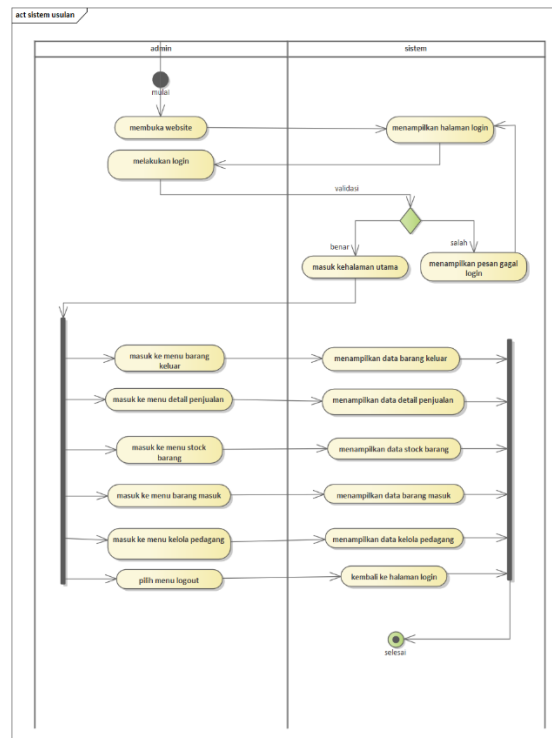 act sistem usulan
admin
sistem
mulai
membuka website
menampilkan halaman login
melakukan login
validasi
benar
salah
masuk kehalaman utama
menampilkan pesan gagal
login
masuk ke menu barang
keluar
menampilkan data barang keluar
masuk ke menu detail penjualan
menampilkan data detail penjualan
masuk ke menu stock
barang
menampilkan data stock barang
masuk ke menu barang masuk
menampilkan data barang masuk
masuk ke menu kelola pedagang
menampilkan data kelola pedagang
pilih menu logout
kembali ke halaman login
selesai